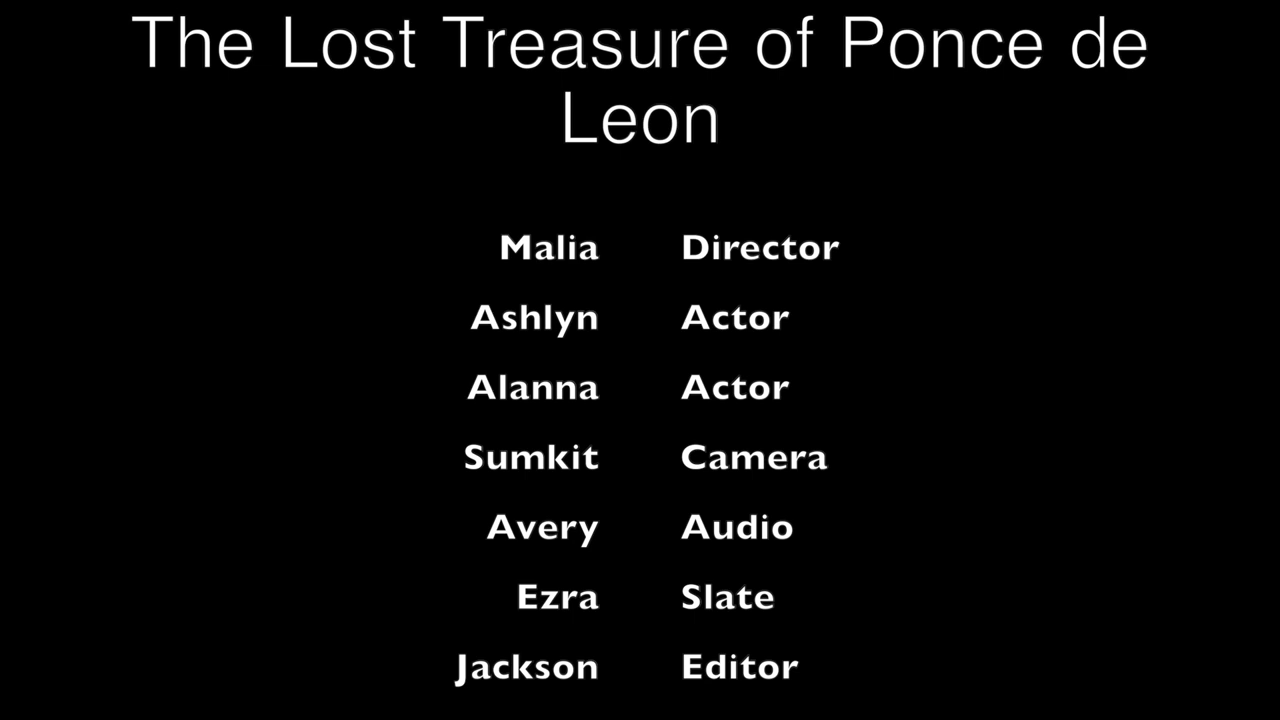 The Lost Treasure of Ponce de
Leon
Malia Director
Ashlyn Actor
Alanna Actor
Sumkit Camera
Avery Audio
Ezra Slate
Jackson Editor